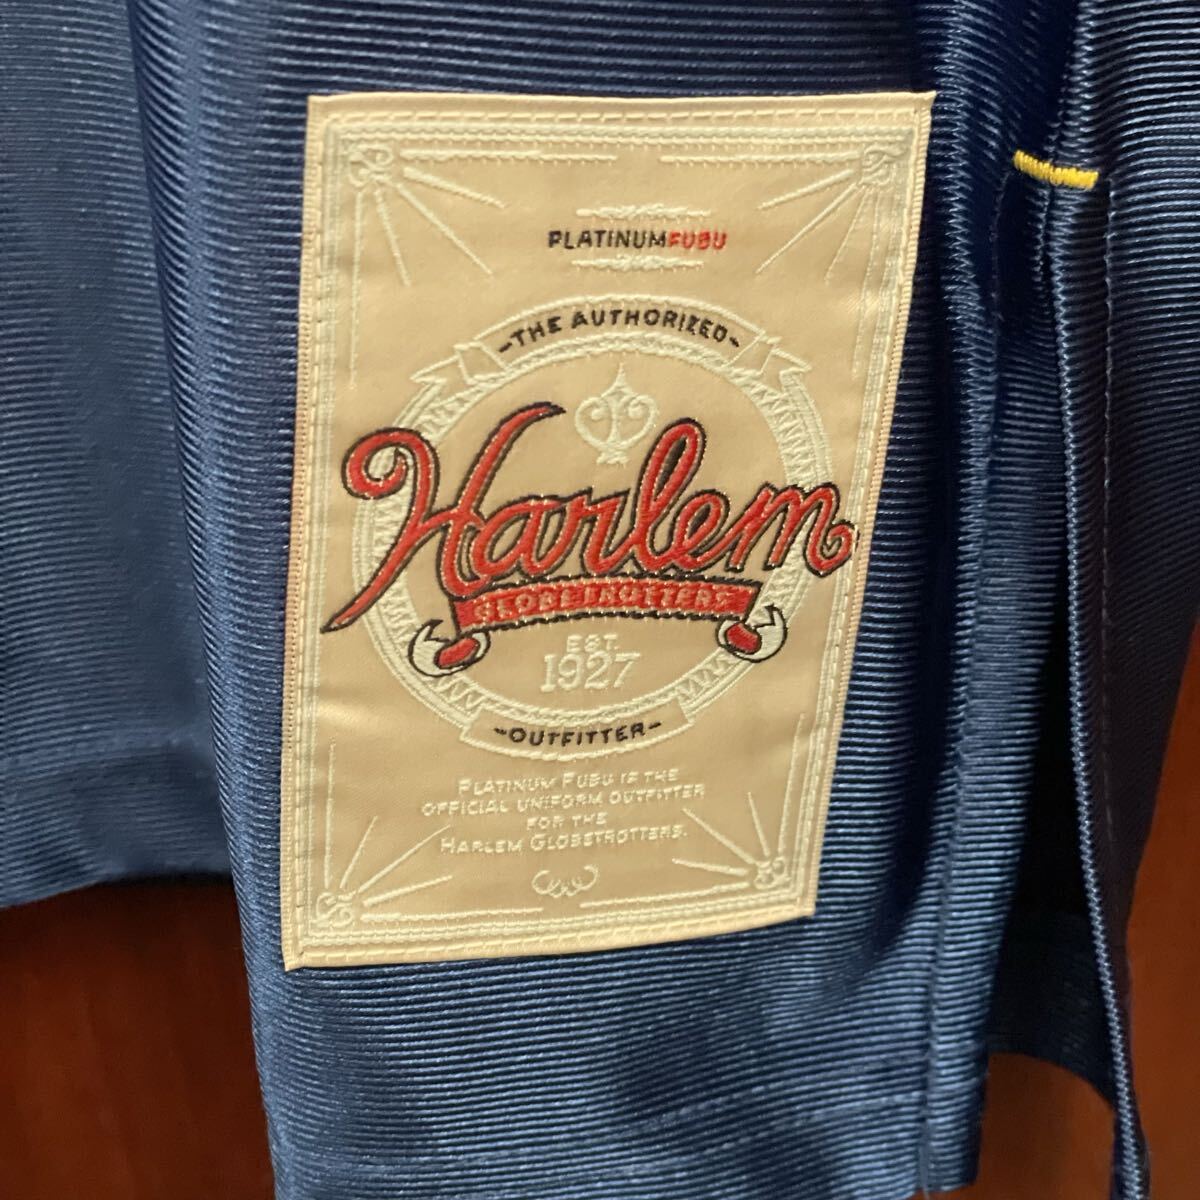 PLATINUMFUBU
-THE AUTHORIZED-
Harlem
GLOBETROTTERS
EST.
1927
-OUTFITTER-
PLATINUM FUBU IS THE
OFFICIAL UNIFORM OUTFITTER
FOR THE
HARLEM GLOBETROTTERS.